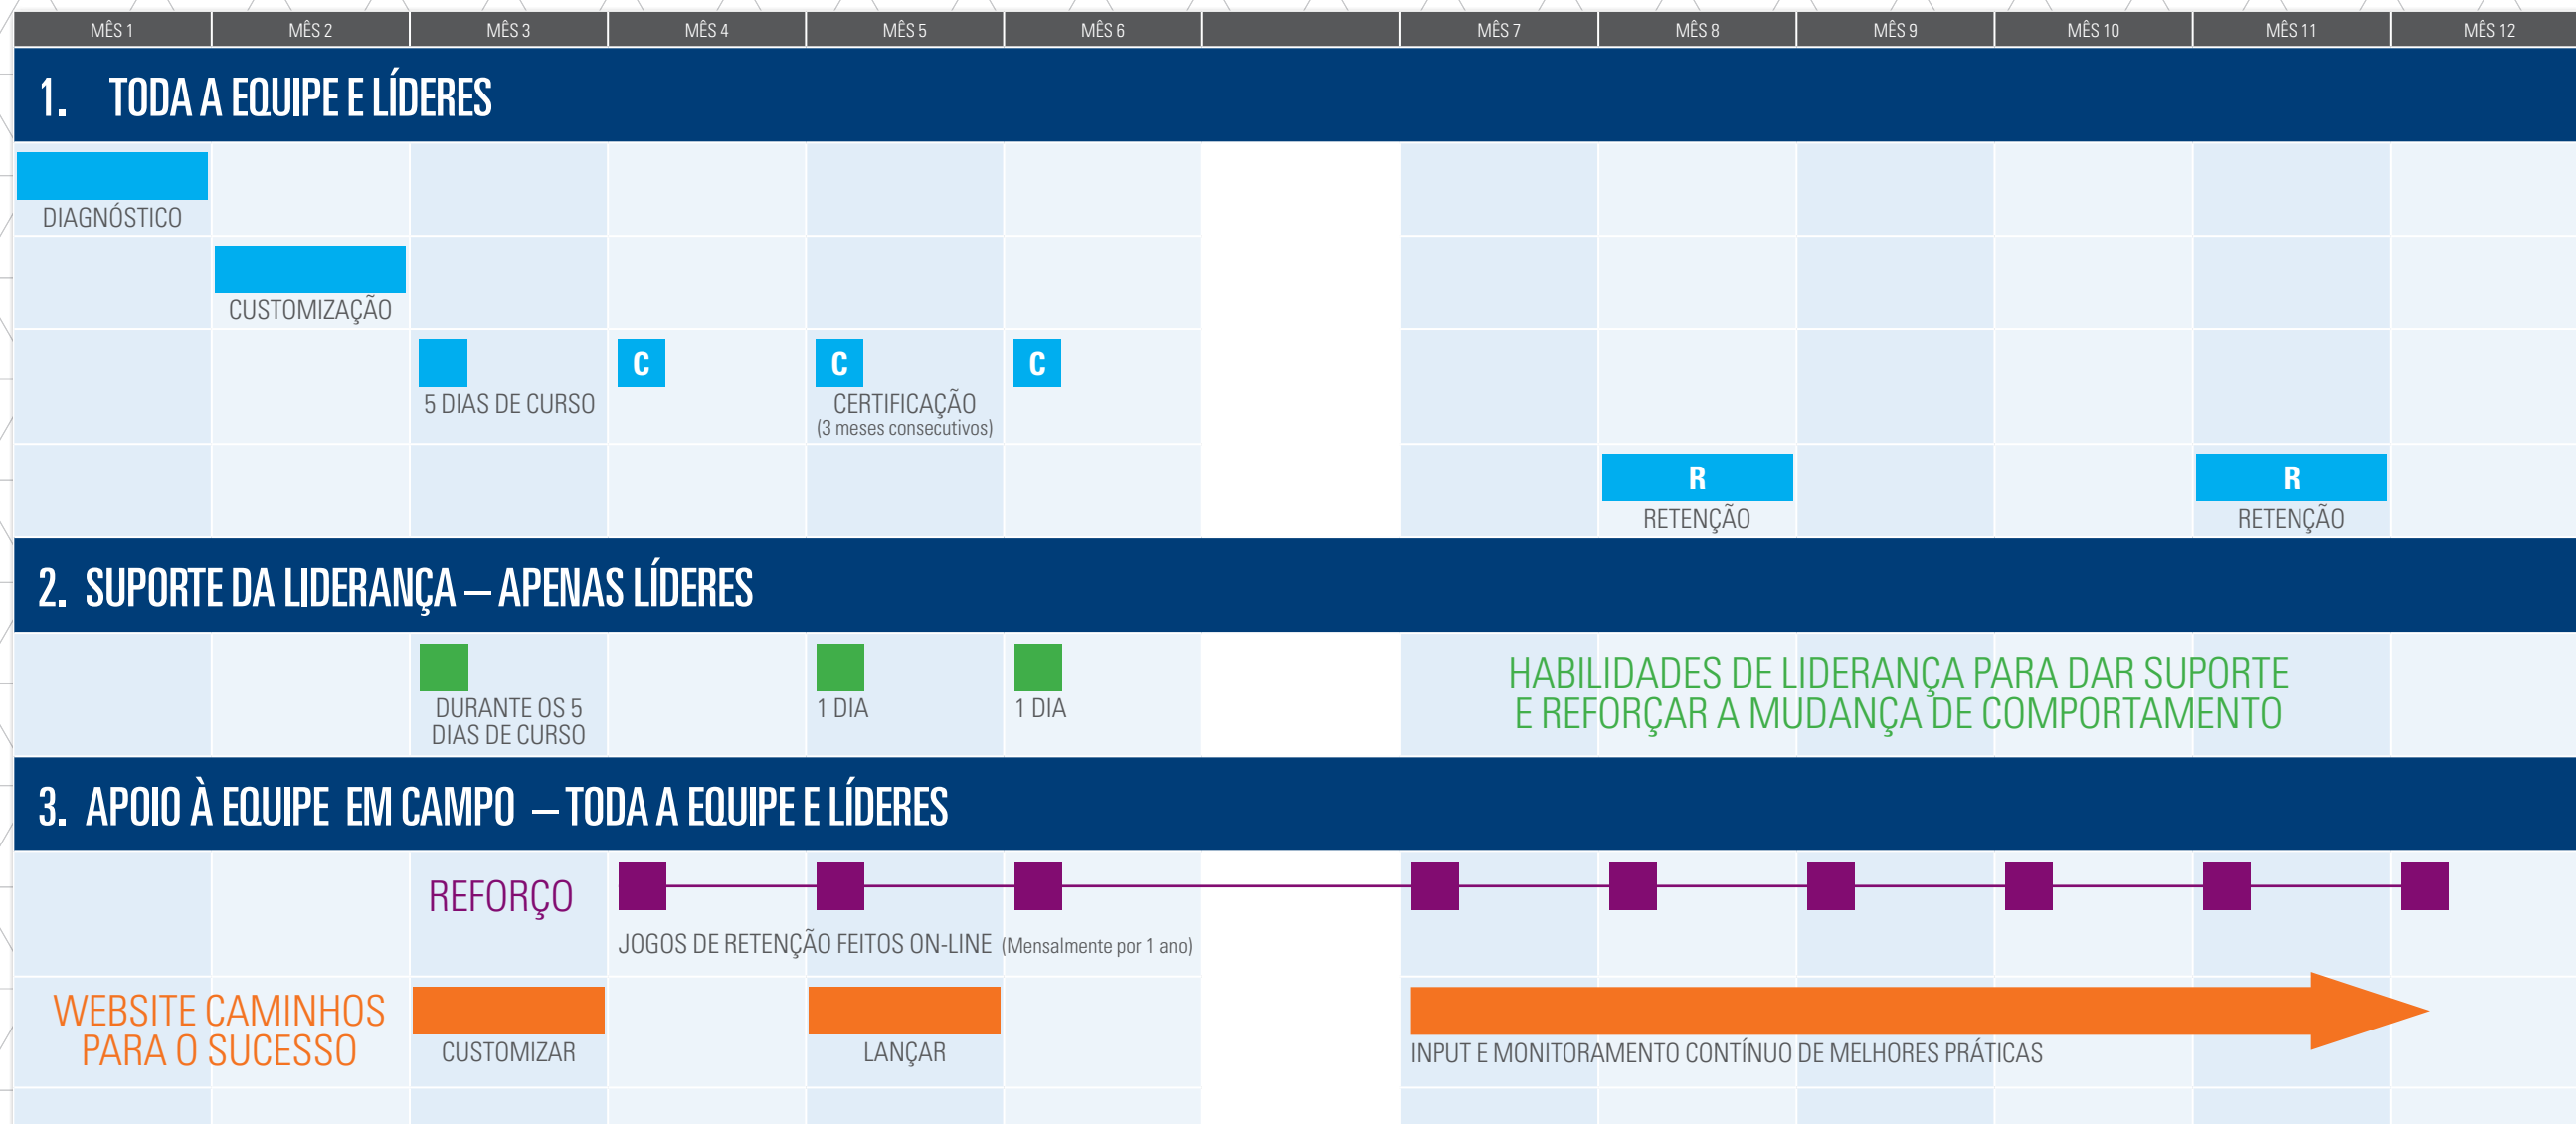 MÊS 1 MÊS 2 MÊS 3 MÊS 4 MÊS 5 MÊS 6 MÊS 7 MÊS 8 MÊS 9 MÊS 10 MÊS 11 MÊS 12
1. TODA A EQUIPE E LÍDERES
DIAGNÓSTICO
CUSTOMIZAÇÃO
C C C
5 DIAS DE CURSO CERTIFICAÇÃO
(3 meses consecutivos)
R R
RETENÇÃO RETENÇÃO
2. SUPORTE DA LIDERANÇA – APENAS LÍDERES
DURANTE OS 5
DIAS DE CURSO
1 DIA 1 DIA
HABILIDADES DE LIDERANÇA PARA DAR SUPORTE
E REFORÇAR A MUDANÇA DE COMPORTAMENTO
3. APOIO À EQUIPE EM CAMPO – TODA A EQUIPE E LÍDERES
REFORÇO
JOGOS DE RETENÇÃO FEITOS ON-LINE (Mensalmente por 1 ano)
WEBSITE CAMINHOS
PARA O SUCESSO
CUSTOMIZAR LANÇAR INPUT E MONITORAMENTO CONTÍNUO DE MELHORES PRÁTICAS